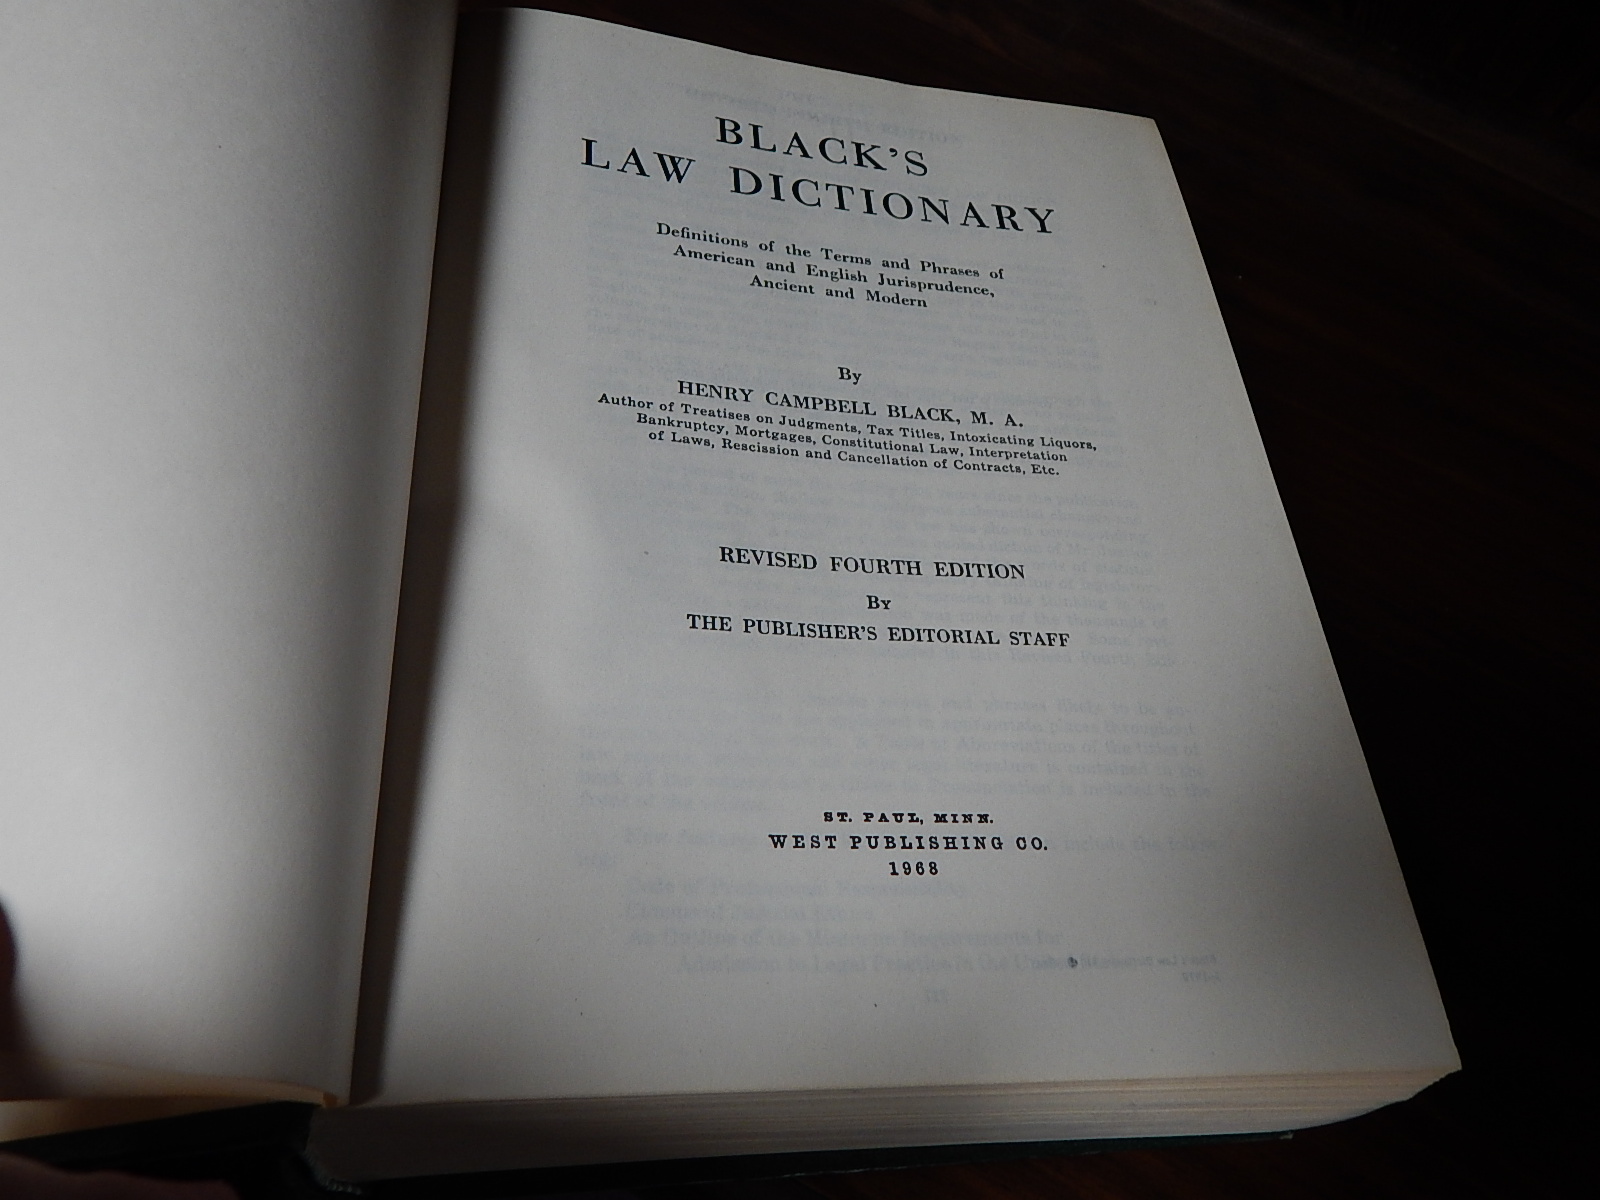 BLACK'S
LAW DICTIONARY
Definitions of the Terms and Phrases of
American and English Jurisprudence,
Ancient and Modern
By
HENRY CAMPBELL BLACK, M. A.
Author of Treatises on Judgments, Tax Titles, Intoxicating Liquors,
Bankruptcy, Mortgages, Constitutional Law, Interpretation
of Laws, Rescission and Cancellation of Contracts, Etc.
REVISED FOURTH EDITION
By
THE PUBLISHER'S EDITORIAL STAFF
ST. PAUL, MINN.
WEST PUBLISHING CO.
1968